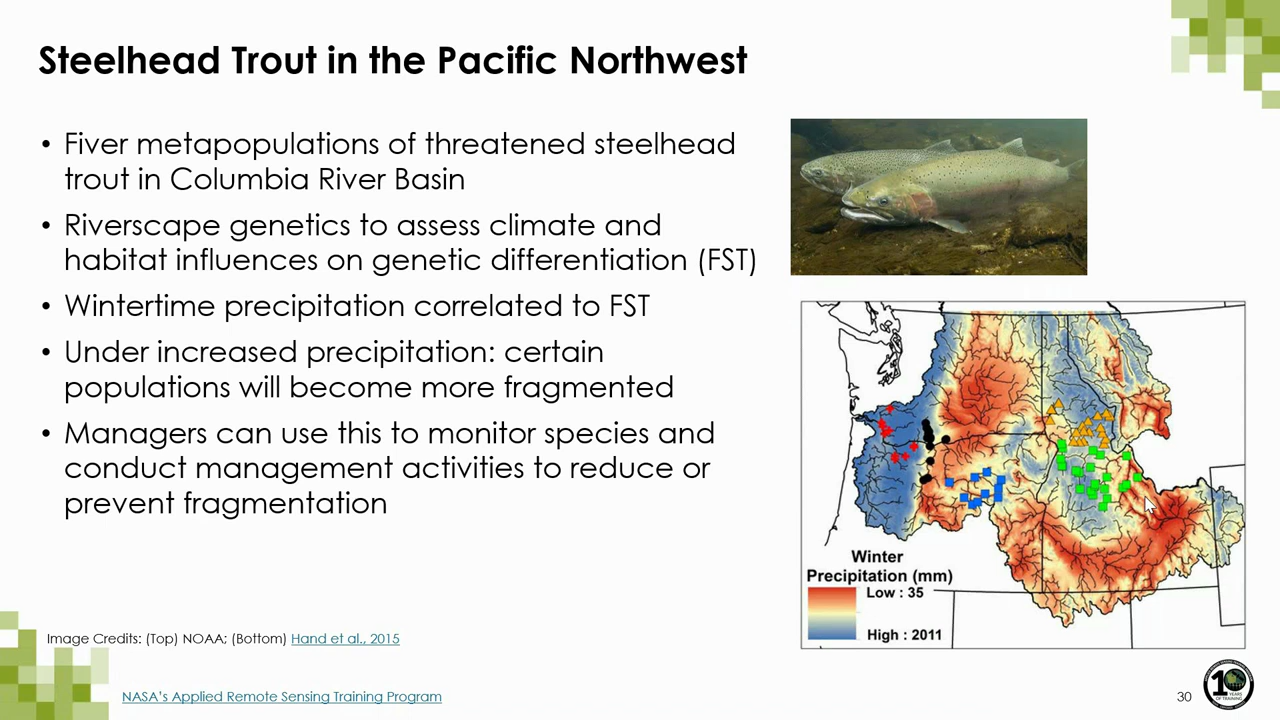 Steelhead Trout in the Pacific Northwest
• Fiver metapopulations of threatened steelhead
trout in Columbia River Basin
• Riverscape genetics to assess climate and
habitat influences on genetic differentiation (FST)
• Wintertime precipitation correlated to FST
• Under increased precipitation: certain
populations will become more fragmented
• Managers can use this to monitor species and
conduct management activities to reduce or
prevent fragmentation
Winter
Precipitation (mm)
Low : 35
High : 2011
Image Credits: (Top) NOAA; (Bottom) Hand et al., 2015
NASA's Applied Remote Sensing Training Program
30
10
YEARS
OF TRAINING